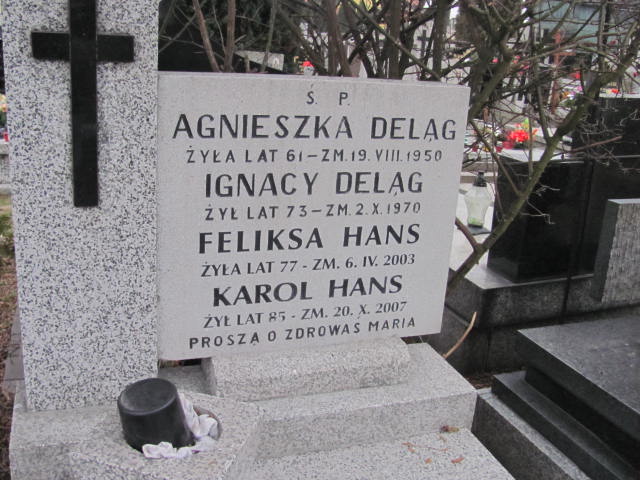 Ś. P.
AGNIESZKA DELĄG
ŻYŁA LAT 61 – ZM. 19. VIII. 1950
IGNACY DELĄG
ŻYŁ LAT 73 – ZM. 2. X. 1970
FELIKSA HANS
ŻYŁA LAT 77 - ZM. 6. IV. 2003
KAROL HANS
ŻYŁ LAT 85 - ZM. 20. X. 2007
PROSZĄ O ZDROWAŚ MARIA